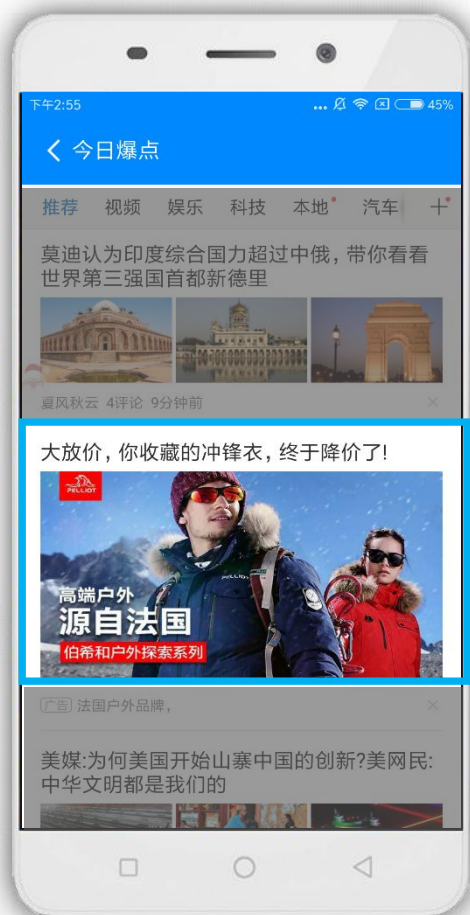 下午2:55
... 45%
今日爆点
推荐 视频 娱乐 科技 本地 汽车 +
莫迪认为印度综合国力超过中俄，带你看看
世界第三强国首都新德里
夏风秋云 4评论 9分钟前
大放价，你收藏的冲锋衣，终于降价了!
PELLIOT
PELLIOT
高端户外
源自法国
伯希和户外探索系列
广告 法国户外品牌，
美媒:为何美国开始山寨中国的创新?美网民:
中华文明都是我们的